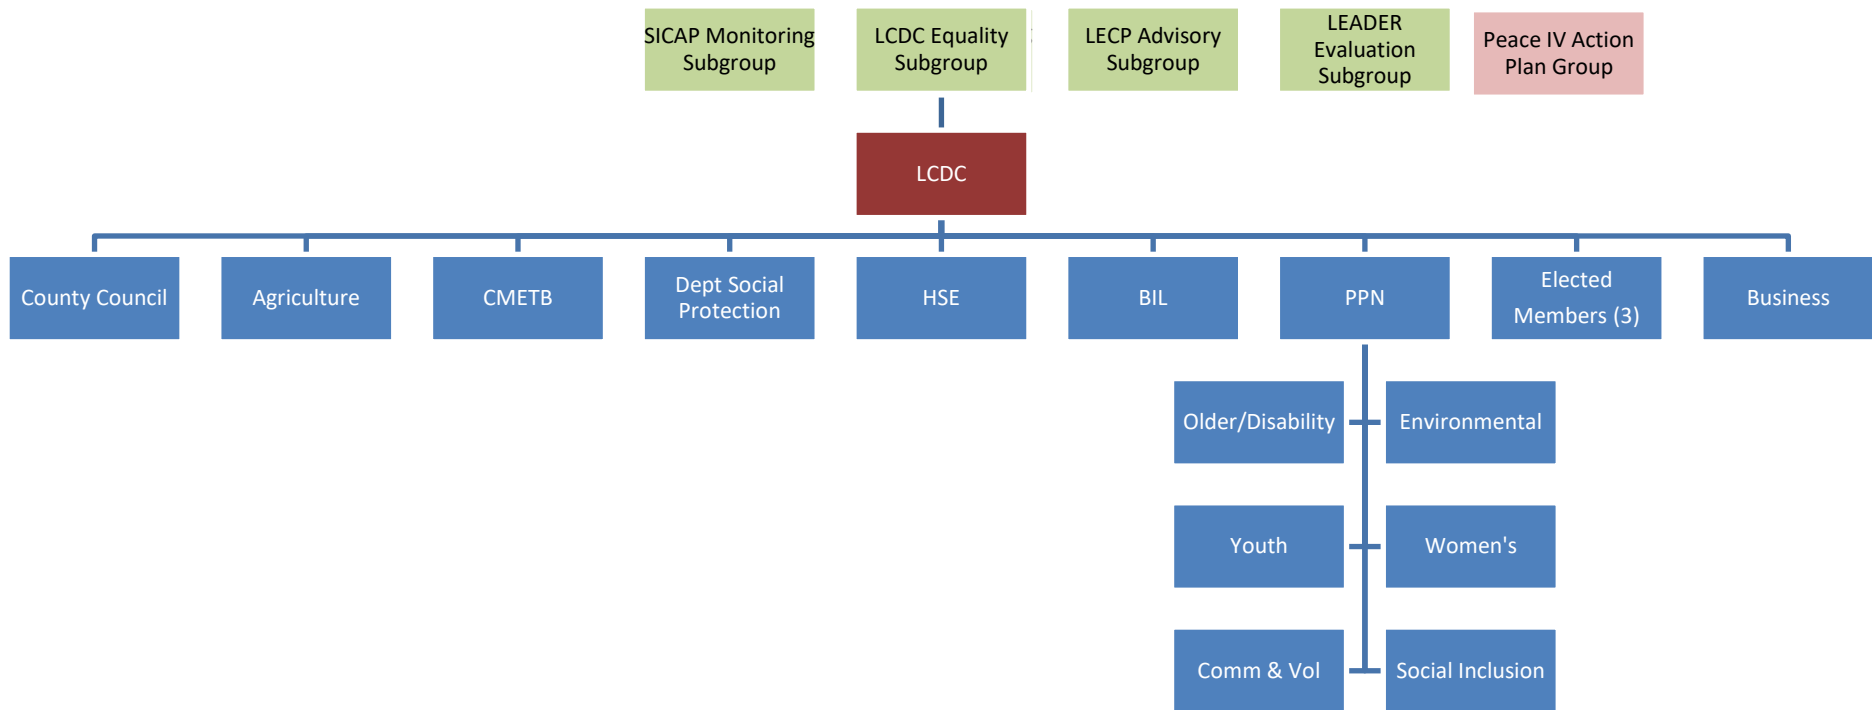 SICAP Monitoring
Subgroup
LCDC Equality
Subgroup
LECP Advisory
Subgroup
LEADER
Evaluation
Subgroup
Peace IV Action
Plan Group
LCDC
County Council
Agriculture
CMETB
Dept Social
Protection
HSE
BIL
PPN
Elected
Members (3)
Business
Older/Disability
Environmental
Youth
Women's
Comm & Vol
Social Inclusion